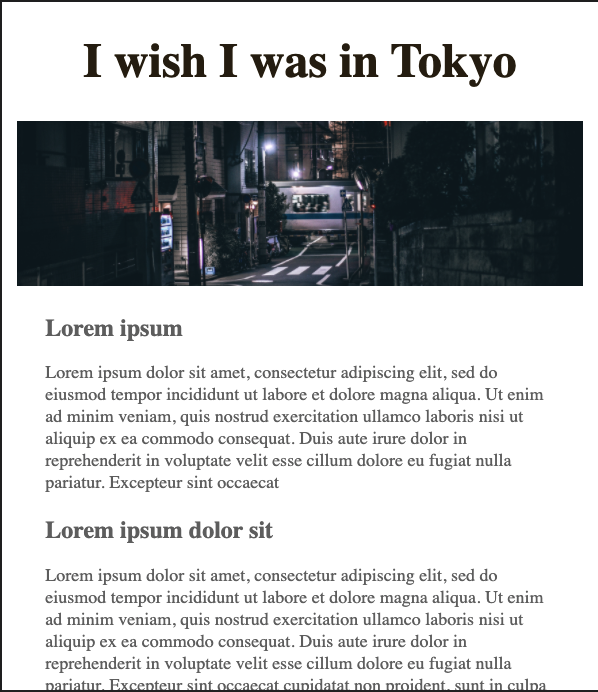 I wish I was in Tokyo
Lorem ipsum
Lorem ipsum dolor sit amet, consectetur adipiscing elit, sed do
eiusmod tempor incididunt ut labore et dolore magna aliqua. Ut enim
ad minim veniam, quis nostrud exercitation ullamco laboris nisi ut
aliquip ex ea commodo consequat. Duis aute irure dolor in
reprehenderit in voluptate velit esse cillum dolore eu fugiat nulla
pariatur. Excepteur sint occaecat
Lorem ipsum dolor sit
Lorem ipsum dolor sit amet, consectetur adipiscing elit, sed do
eiusmod tempor incididunt ut labore et dolore magna aliqua. Ut enim
ad minim veniam, quis nostrud exercitation ullamco laboris nisi ut
aliquip ex ea commodo consequat. Duis aute irure dolor in
reprehenderit in voluptate velit esse cillum dolore eu fugiat nulla
pariatur. Excepteur sint occaecat cupidatat non proident, sunt in culpa